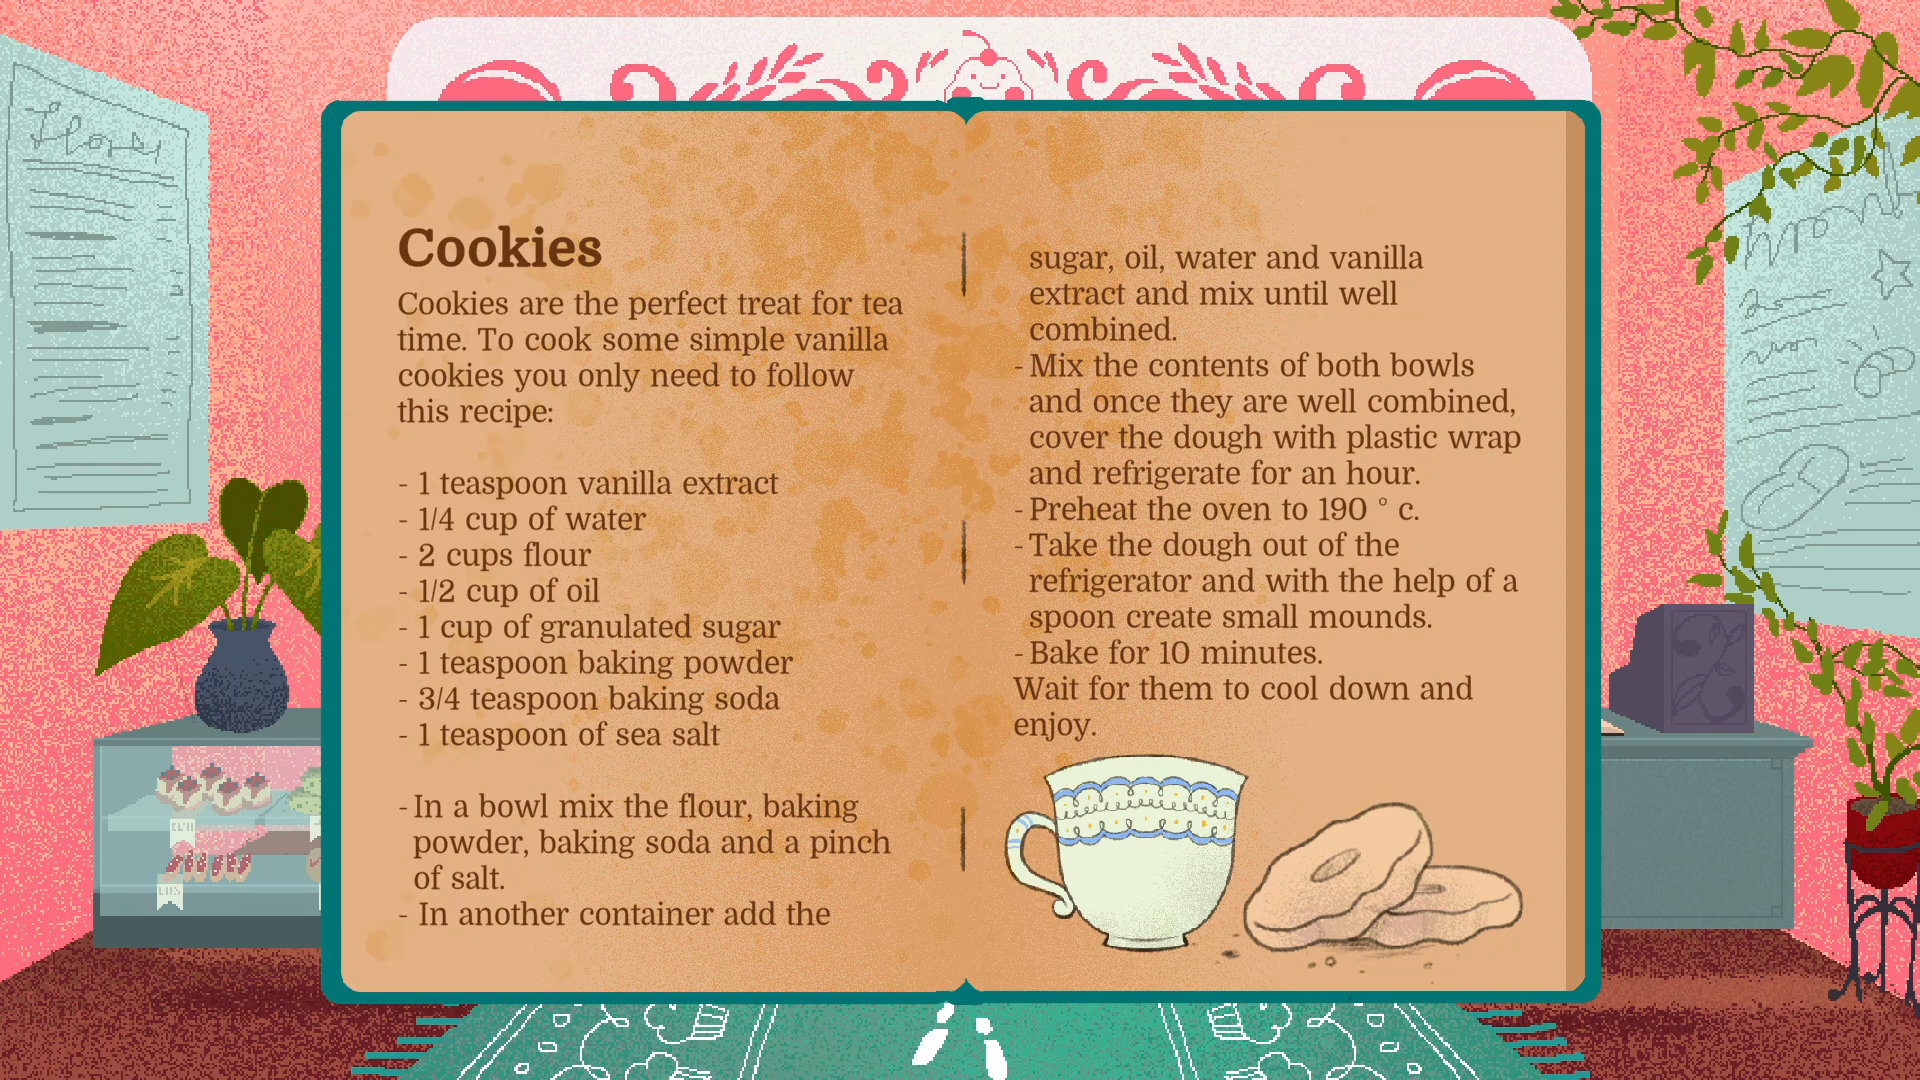 Cookies
Cookies are the perfect treat for tea
time. To cook some simple vanilla
cookies you only need to follow
this recipe:
- 1 teaspoon vanilla extract
- 1/4 cup of water
- 2 cups flour
- 1/2 cup of oil
- 1 cup of granulated sugar
- 1 teaspoon baking powder
- 3/4 teaspoon baking soda
- 1 teaspoon of sea salt
- In a bowl mix the flour, baking
powder, baking soda and a pinch
of salt.
- In another container add the
sugar, oil, water and vanilla
extract and mix until well
combined.
- Mix the contents of both bowls
and once they are well combined,
cover the dough with plastic wrap
and refrigerate for an hour.
- Preheat the oven to 190 ° c.
- Take the dough out of the
refrigerator and with the help of a
spoon create small mounds.
- Bake for 10 minutes.
Wait for them to cool down and
enjoy.